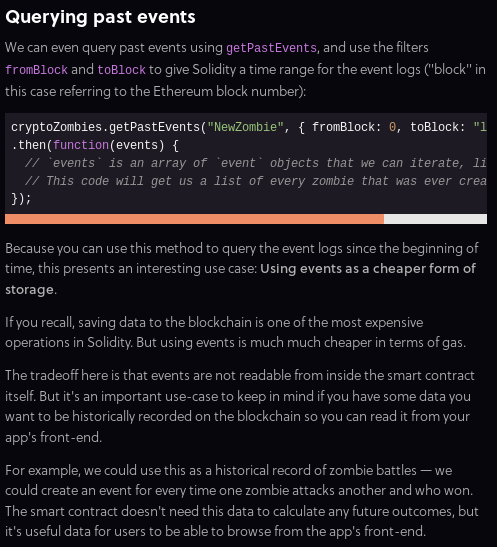 Querying past events
We can even query past events using getPastEvents, and use the filters
fromBlock and toBlock to give Solidity a time range for the event logs ("block" in
this case referring to the Ethereum block number):
cryptoZombies.getPastEvents("NewZombie", { fromBlock: 0, toBlock: "l
.then(function(events) {
  // `events` is an array of `event` objects that we can iterate, li
  // This code will get us a list of every zombie that was ever crea
});
Because you can use this method to query the event logs since the beginning of
time, this presents an interesting use case: Using events as a cheaper form of
storage.
If you recall, saving data to the blockchain is one of the most expensive
operations in Solidity. But using events is much much cheaper in terms of gas.
The tradeoff here is that events are not readable from inside the smart contract
itself. But it's an important use-case to keep in mind if you have some data you
want to be historically recorded on the blockchain so you can read it from your
app's front-end.
For example, we could use this as a historical record of zombie battles — we
could create an event for every time one zombie attacks another and who won.
The smart contract doesn't need this data to calculate any future outcomes, but
it's useful data for users to be able to browse from the app's front-end.